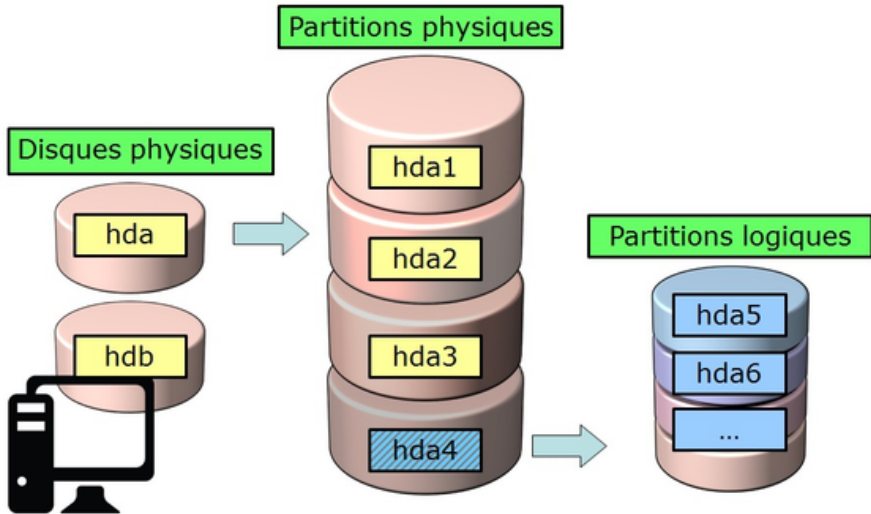 Partitions physiques
Disques physiques
hda
hdb
hda1
hda2
hda3
hda4
Partitions logiques
hda5
hda6
...